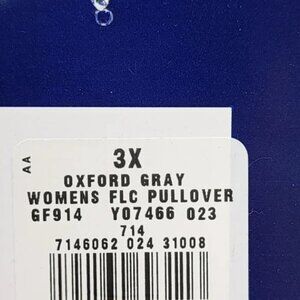 AA
3X
OXFORD GRAY
WOMENS FLC PULLOVER
GF914 Y07466 023
714
7146062 024 31008